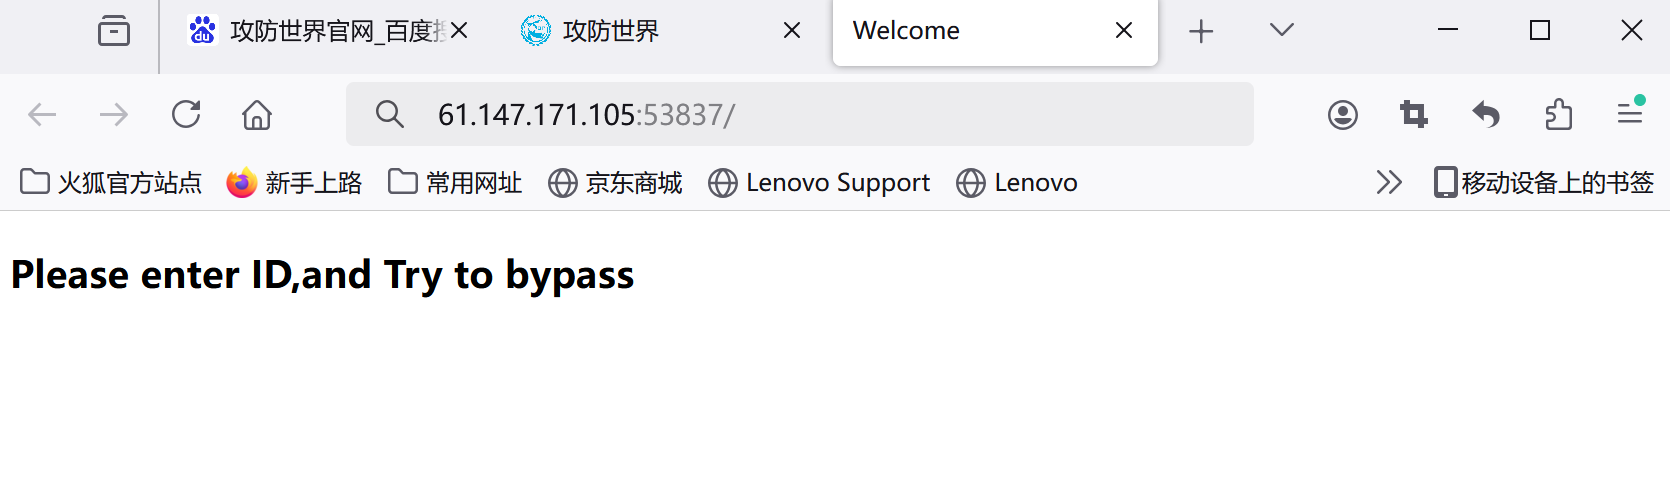 攻防世界官网_百度
攻防世界
Welcome
61.147.171.105:53837/
火狐官方站点
新手上路
常用网址
京东商城
Lenovo Support
Lenovo
移动设备上的书签
Please enter ID,and Try to bypass